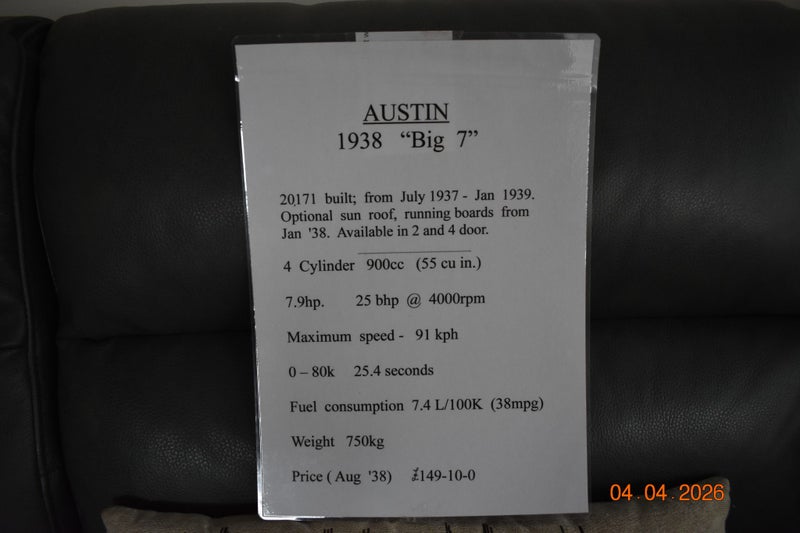 AUSTIN
1938 “Big 7”
20,171 built; from July 1937 - Jan 1939.
Optional sun roof, running boards from
Jan '38. Available in 2 and 4 door.
4 Cylinder 900cc (55 cu in.)
7.9hp. 25 bhp @ 4000rpm
Maximum speed - 91 kph
0 – 80k 25.4 seconds
Fuel consumption 7.4 L/100K (38mpg)
Weight 750kg
Price ( Aug '38) £149-10-0
04.04.2026